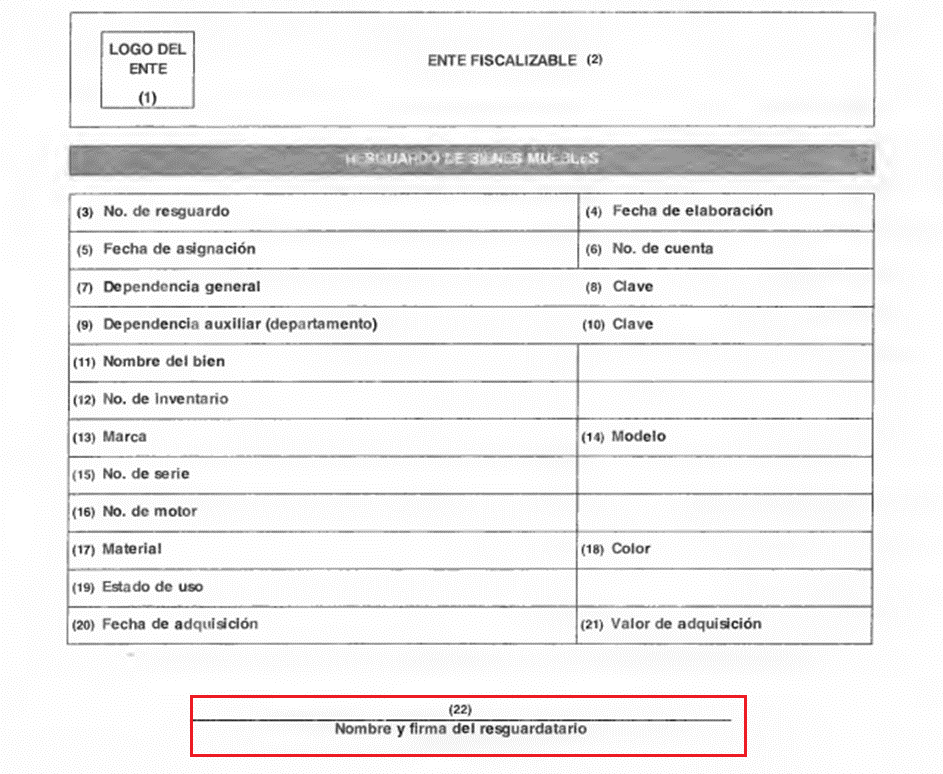 LOGO DEL
ENTE
(1)
ENTE FISCALIZABLE (2)
RESGUARDO DE BIENES MUEBLES
(3) No. de resguardo (4) Fecha de elaboración
(5) Fecha de asignación (6) No. de cuenta
(7) Dependencia general (8) Clave
(9) Dependencia auxiliar (departamento) (10) Clave
(11) Nombre del bien
(12) No. de inventario
(13) Marca (14) Modelo
(15) No. de serie
(16) No. de motor
(17) Material (18) Color
(19) Estado de uso
(20) Fecha de adquisición (21) Valor de adquisición
(22)
Nombre y firma del resguardatario